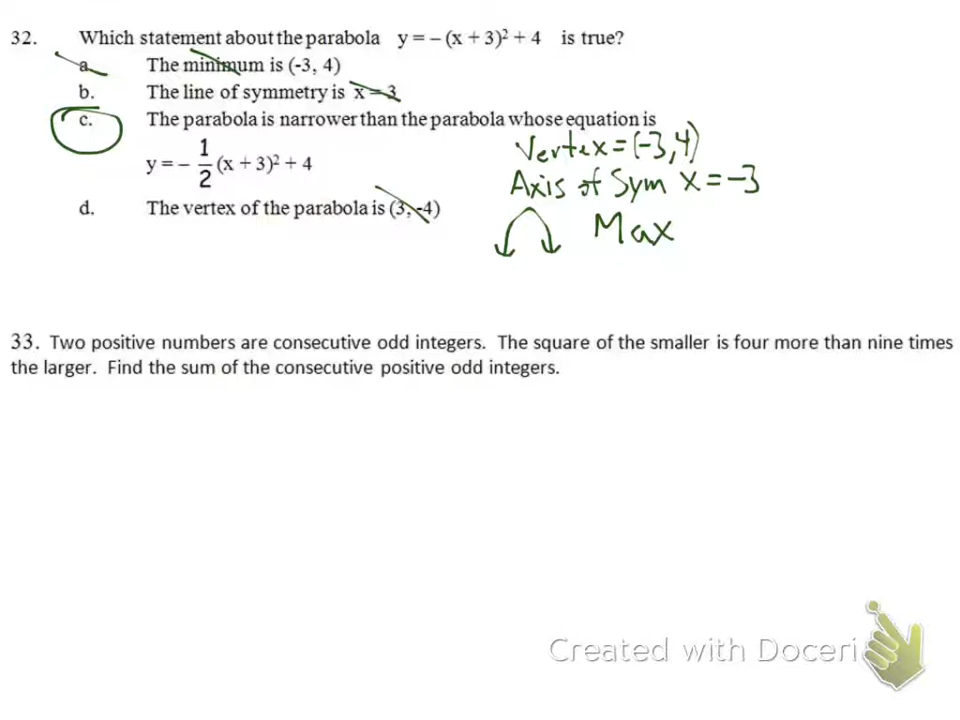 32. Which statement about the parabola y = – (x + 3)² + 4 is true?
a. The minimum is (-3, 4)
b. The line of symmetry is x = 3
c. The parabola is narrower than the parabola whose equation is
y = – 1/2 (x + 3)² + 4
Vertex = (-3, 4)
Axis of Sym x = -3
d. The vertex of the parabola is (3, -4)
Max
33. Two positive numbers are consecutive odd integers. The square of the smaller is four more than nine times
the larger. Find the sum of the consecutive positive odd integers.
Created with Doceri